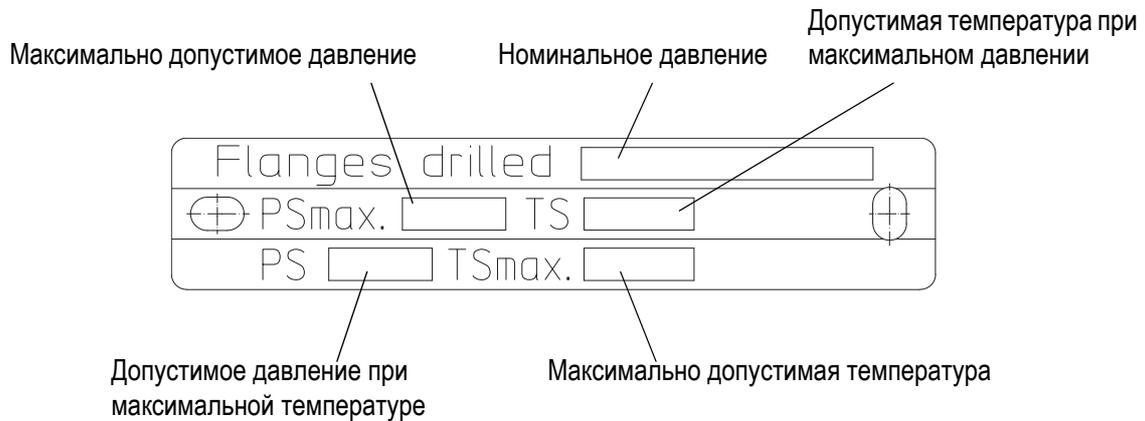 Допустимая температура при
максимальном давлении
Максимально допустимое давление
Номинальное давление
Flanges drilled
PSmax. TS
PS TSmax.
Допустимое давление при
максимальной температуре
Максимально допустимая температура